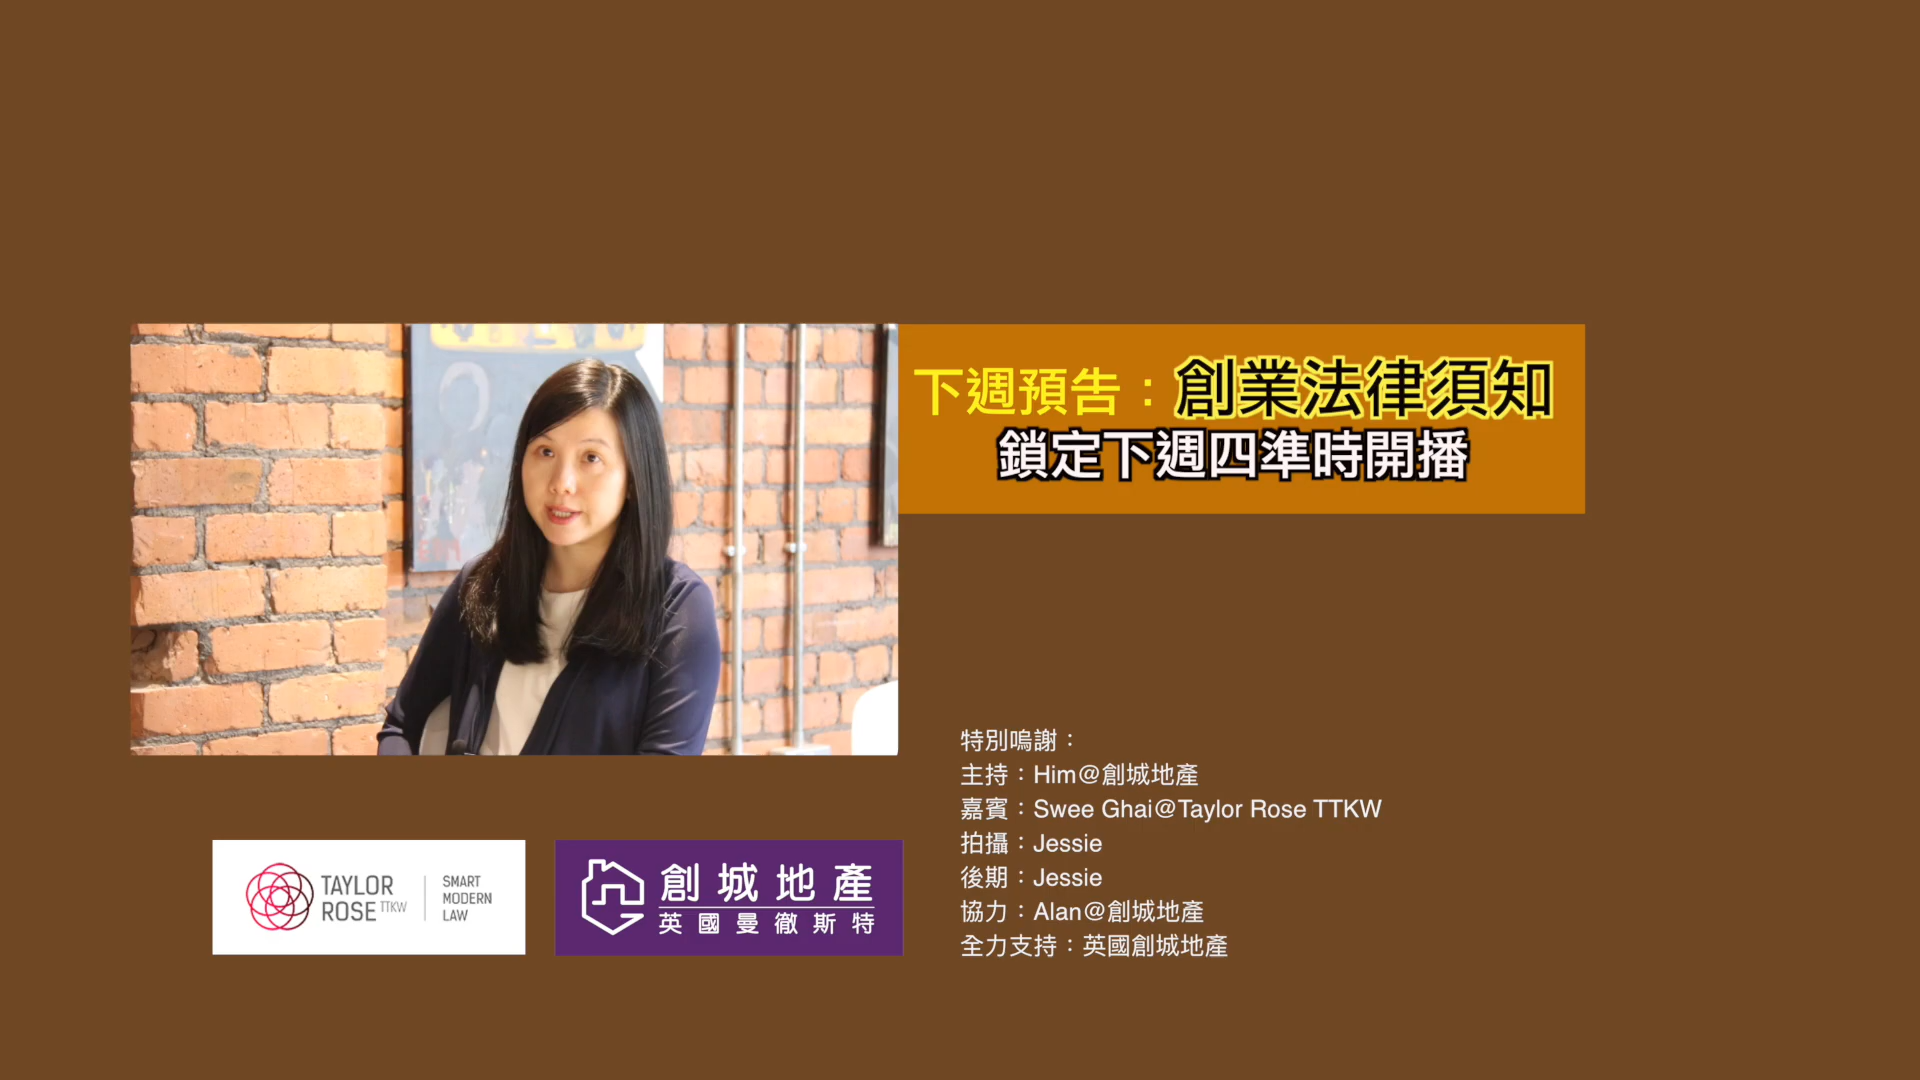 下週預告：創業法律須知
鎖定下週四準時開播
特別鳴謝：
主持：Him@創城地產
嘉賓：Swee Ghai@Taylor Rose TTKW
拍攝：Jessie
後期：Jessie
協力：Alan@創城地產
全力支持：英國創城地產
TAYLOR
ROSE TTKW
SMART
MODERN
LAW
創城地產
英國曼徹斯特